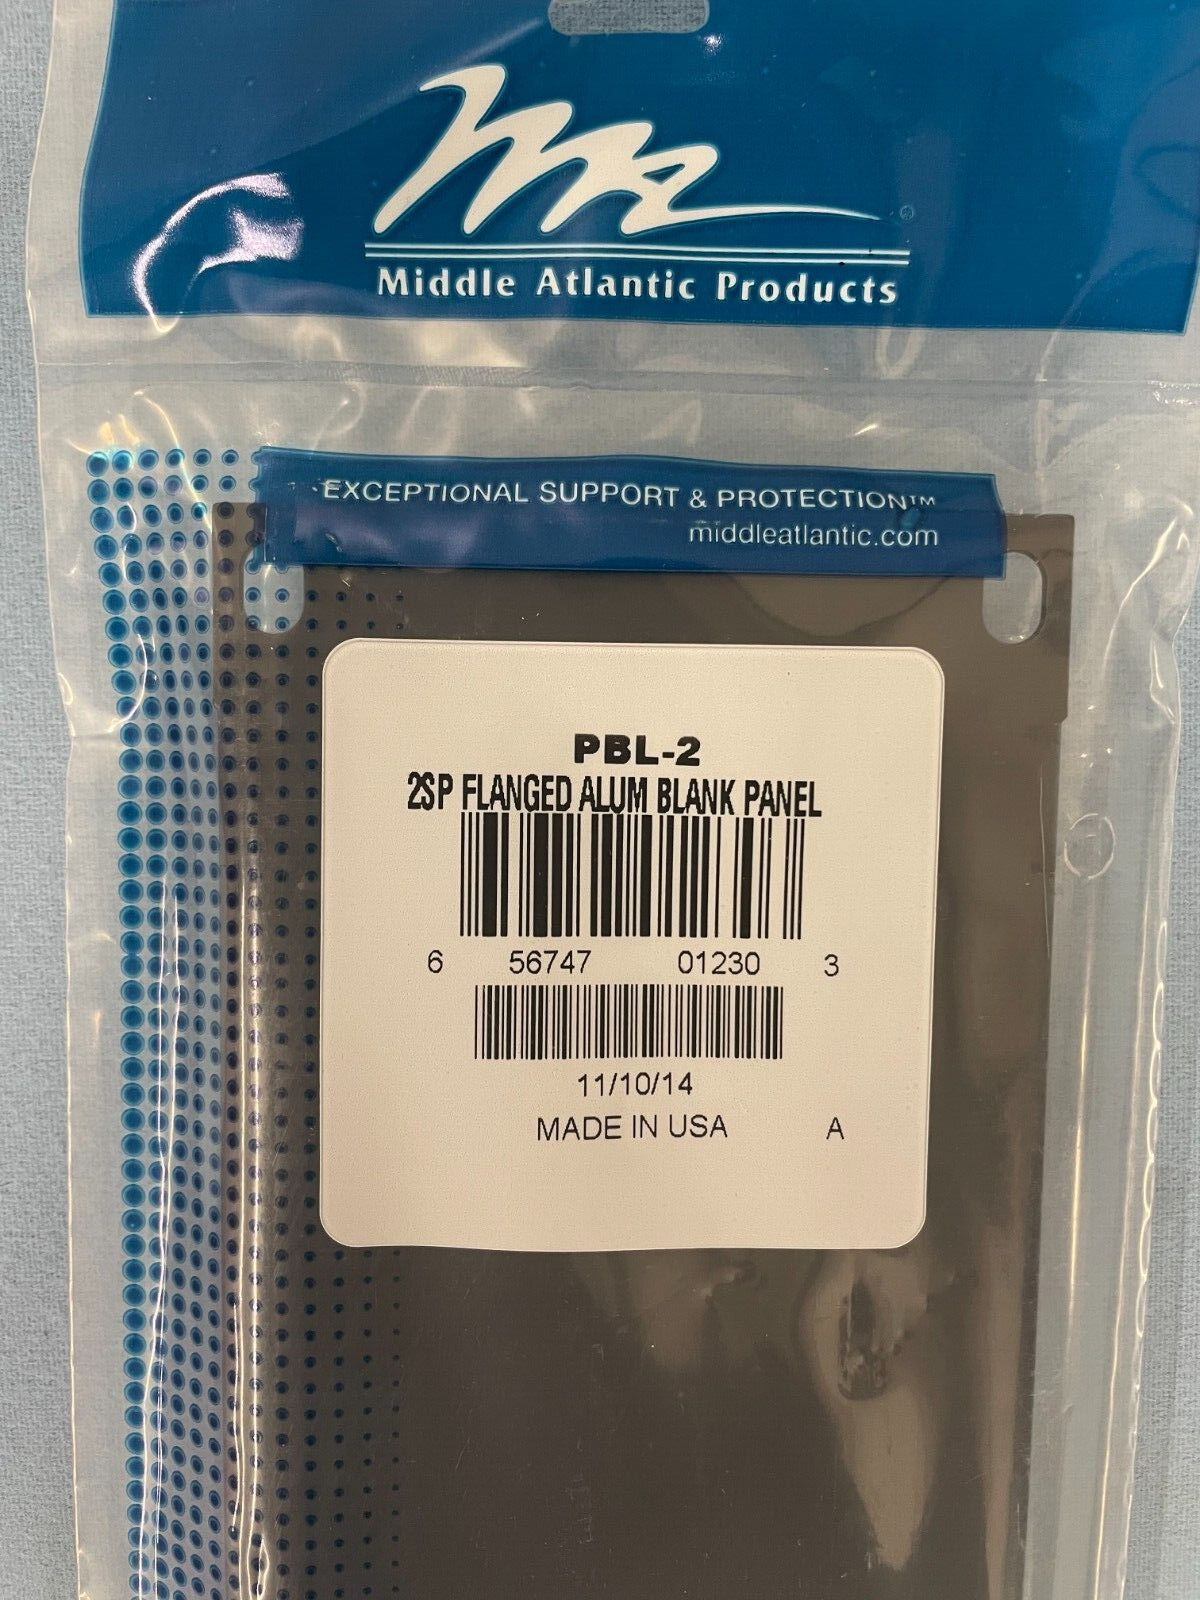 Middle Atlantic Products
EXCEPTIONAL SUPPORT & PROTECTION™
middleatlantic.com
PBL-2
2SP FLANGED ALUM BLANK PANEL
6 56747 01230 3
11/10/14
MADE IN USA A